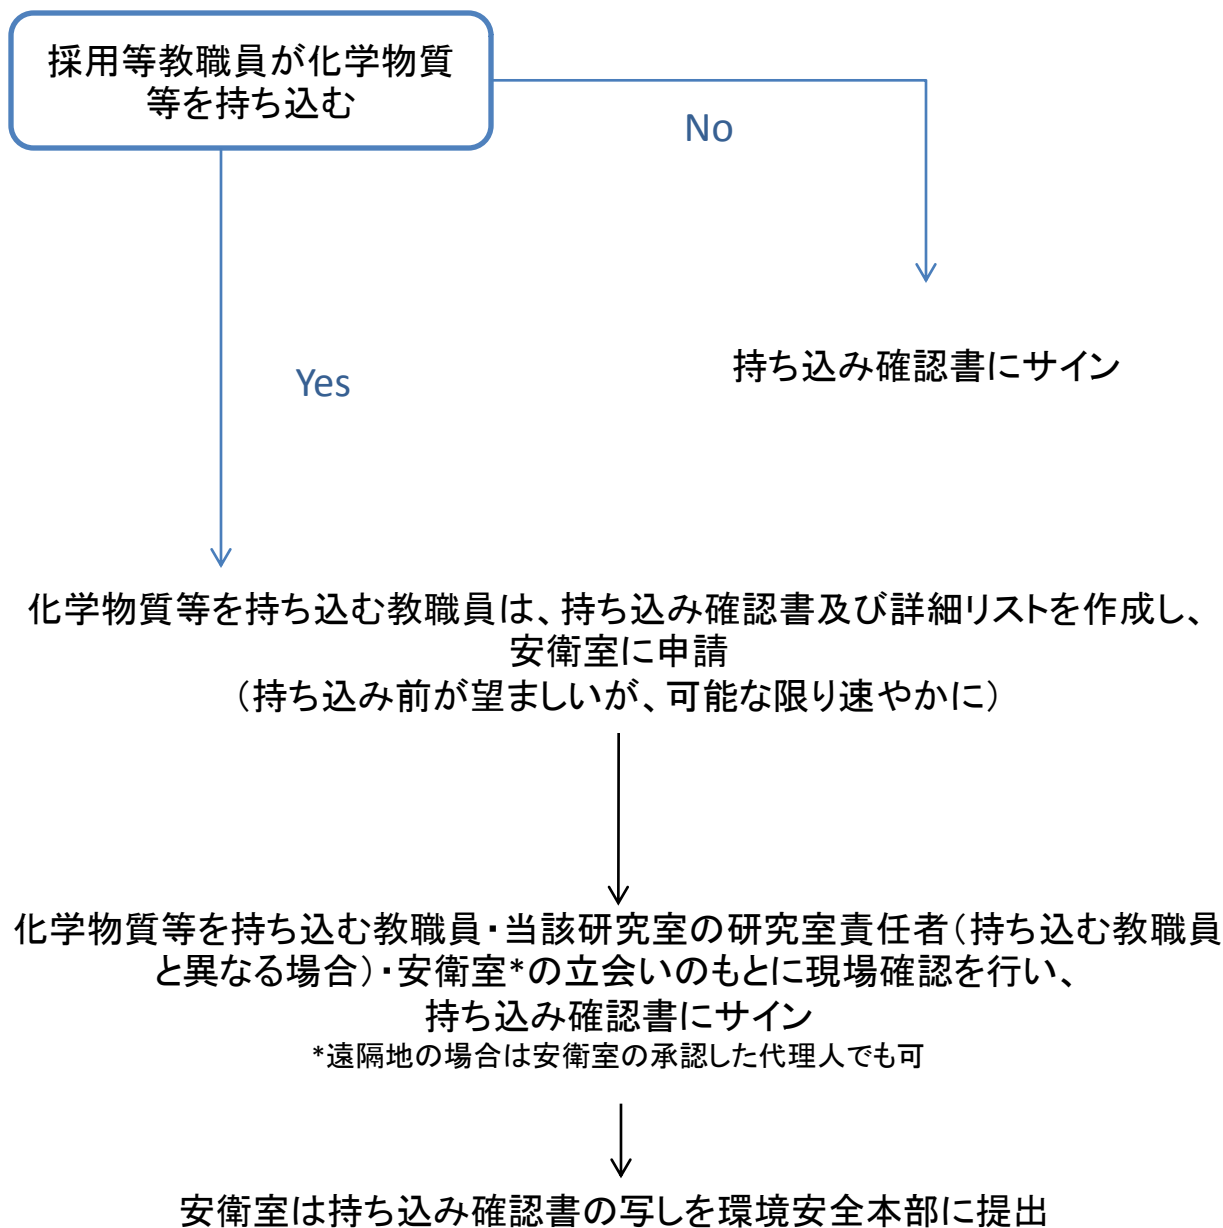 採用等教職員が化学物質
等を持ち込む
No
持ち込み確認書にサイン
Yes
化学物質等を持ち込む教職員は、持ち込み確認書及び詳細リストを作成し、
安衛室に申請
（持ち込み前が望ましいが、可能な限り速やかに）
化学物質等を持ち込む教職員・当該研究室の研究室責任者（持ち込む教職員
と異なる場合）・安衛室*の立会いのもとに現場確認を行い、
持ち込み確認書にサイン
*遠隔地の場合は安衛室の承認した代理人でも可
安衛室は持ち込み確認書の写しを環境安全本部に提出